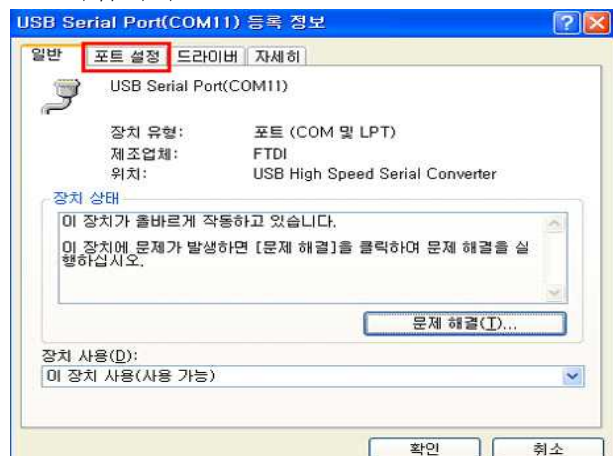 USB Serial Port(COM11) 등록 정보
일반 포트 설정 드라이버 자세히
USB Serial Port(COM11)
장치 유형: 포트 (COM 및 LPT)
제조업체: FTDI
위치: USB High Speed Serial Converter
장치 상태
이 장치가 올바르게 작동하고 있습니다.
이 장치에 문제가 발생하면 [문제 해결]을 클릭하여 문제 해결을 실
행하십시오.
문제 해결(T)...
장치 사용(D):
이 장치 사용(사용 가능)
확인 취소